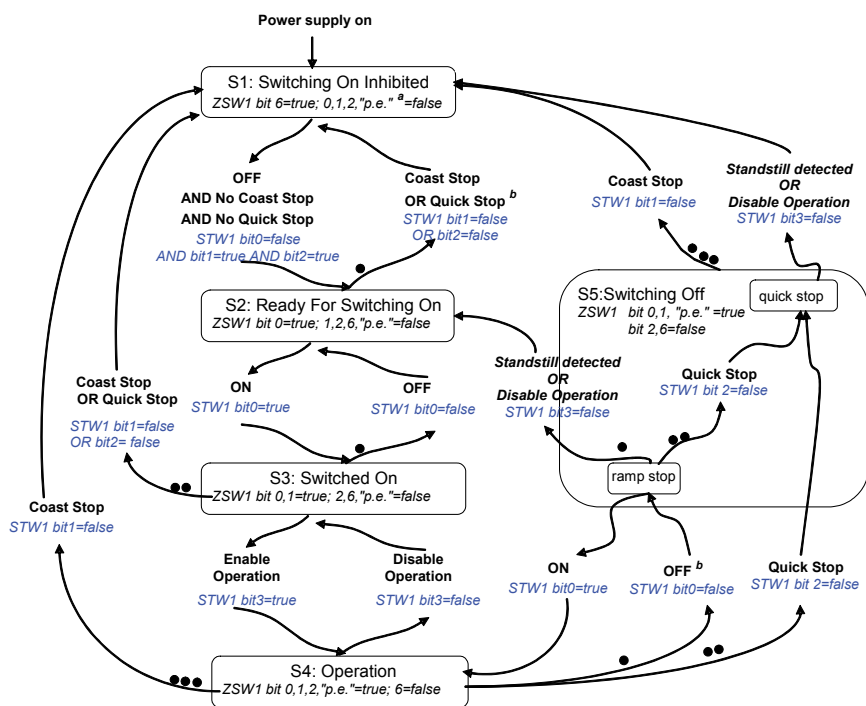 Power supply on
S1: Switching On Inhibited
ZSW1 bit 6=true; 0,1,2,"p.e." a =false
OFF
AND No Coast Stop
AND No Quick Stop
STW1 bit0=false
AND bit1=true AND bit2=true
Coast Stop
OR Quick Stop b
STW1 bit1=false
OR bit2=false
Coast Stop
STW1 bit1=false
Standstill detected
OR
Disable Operation
STW1 bit3=false
S2: Ready For Switching On
ZSW1 bit 0=true; 1,2,6,"p.e."=false
S5:Switching Off
ZSW1 bit 0,1, "p.e." =true
bit 2,6=false
quick stop
ON
STW1 bit0=true
OFF
STW1 bit0=false
Standstill detected
OR
Disable Operation
STW1 bit3=false
Quick Stop
STW1 bit 2=false
Coast Stop
OR Quick Stop
STW1 bit1=false
OR bit2= false
S3: Switched On
ZSW1 bit 0,1=true; 2,6,"p.e."=false
ramp stop
Coast Stop
STW1 bit1=false
Enable
Operation
STW1 bit3=true
Disable
Operation
STW1 bit3=false
ON
STW1 bit0=true
OFF b
STW1 bit0=false
Quick Stop
STW1 bit 2=false
S4: Operation
ZSW1 bit 0,1,2,"p.e."=true; 6=false